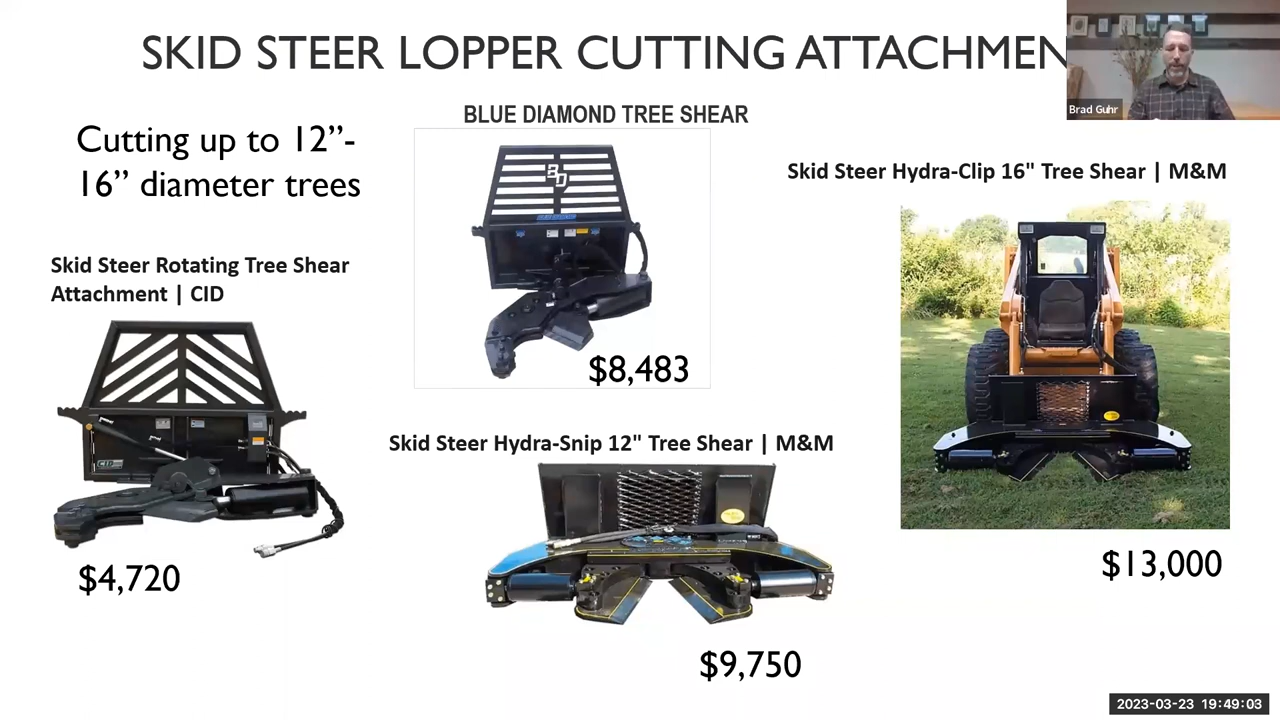 SKID STEER LOPPER CUTTING ATTACHMEN
Brad Guhr
Cutting up to 12”-
16” diameter trees
BLUE DIAMOND TREE SHEAR
BD
$8,483
Skid Steer Hydra-Clip 16" Tree Shear | M&M
Skid Steer Rotating Tree Shear
Attachment | CID
CID
$4,720
Skid Steer Hydra-Snip 12" Tree Shear | M&M
$9,750
$13,000
2023-03-23 19:49:03